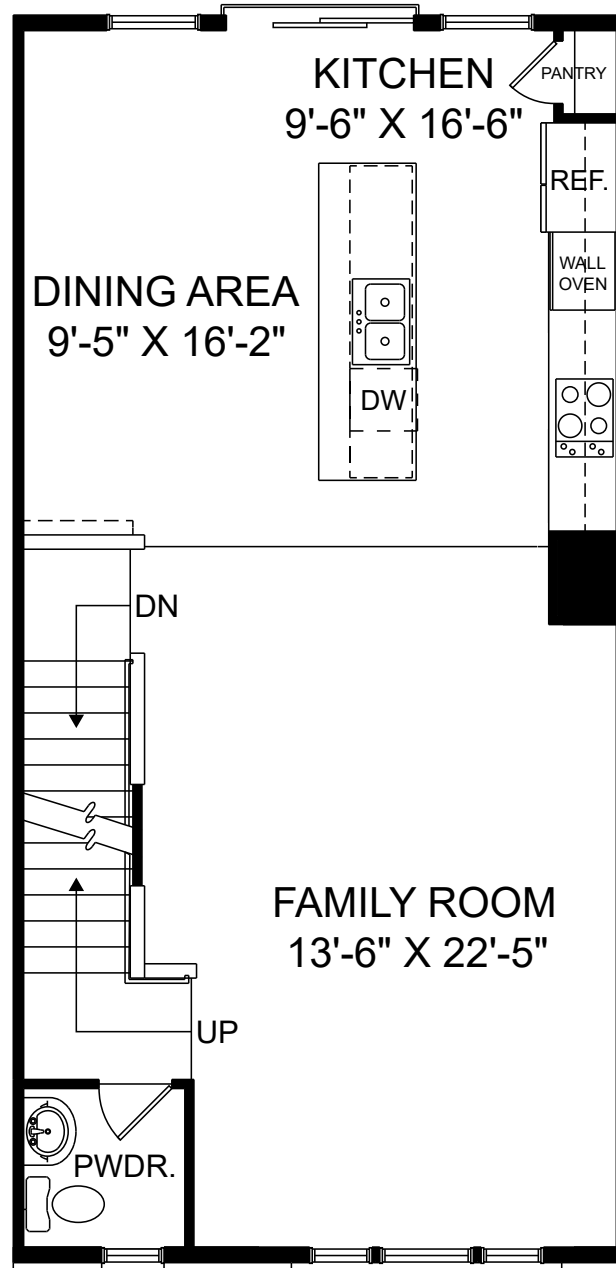 KITCHEN
9'-6" X 16'-6"
PANTRY
REF.
WALL
OVEN
DINING AREA
9'-5" X 16'-2"
DW
DN
FAMILY ROOM
13'-6" X 22'-5"
UP
PWDR.